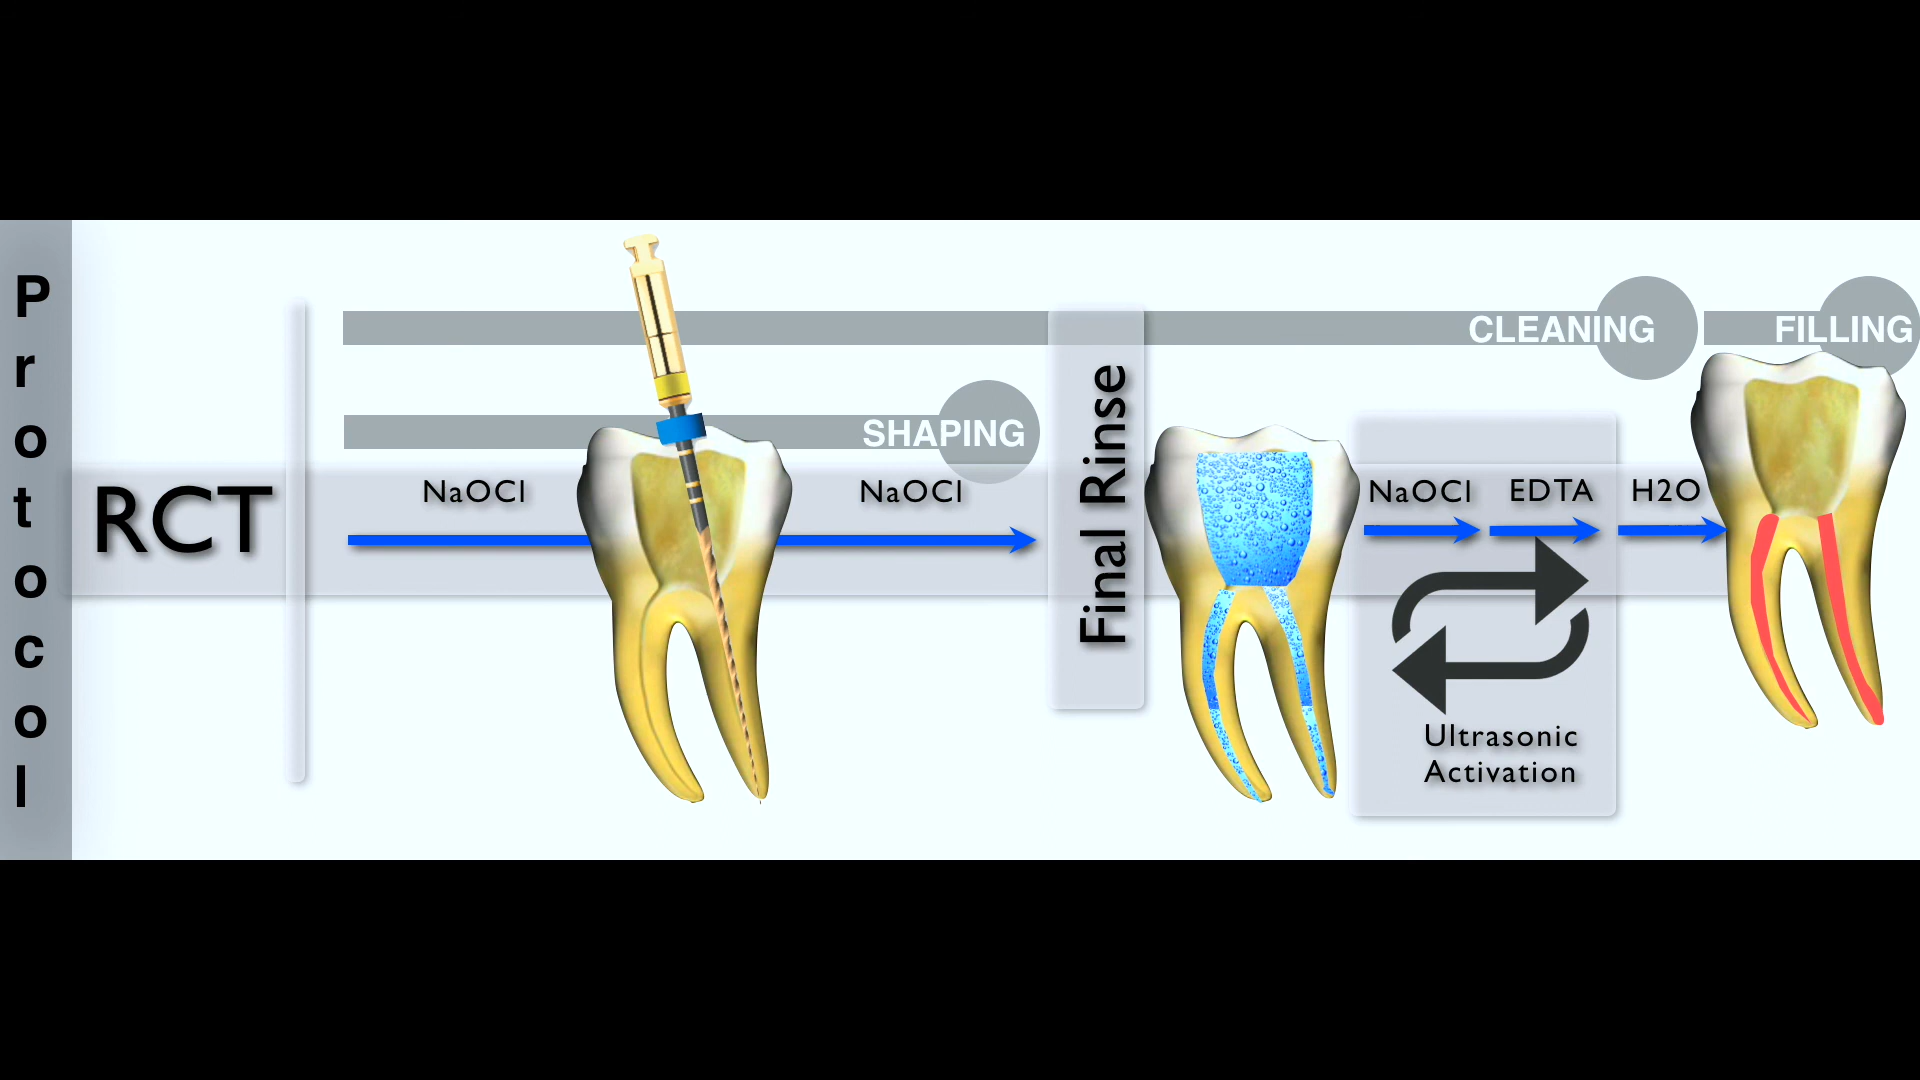 Protocol
RCT
NaOCl
NaOCl
SHAPING
CLEANING
FILLING
Final Rinse
NaOCl
EDTA
H2O
Ultrasonic
Activation